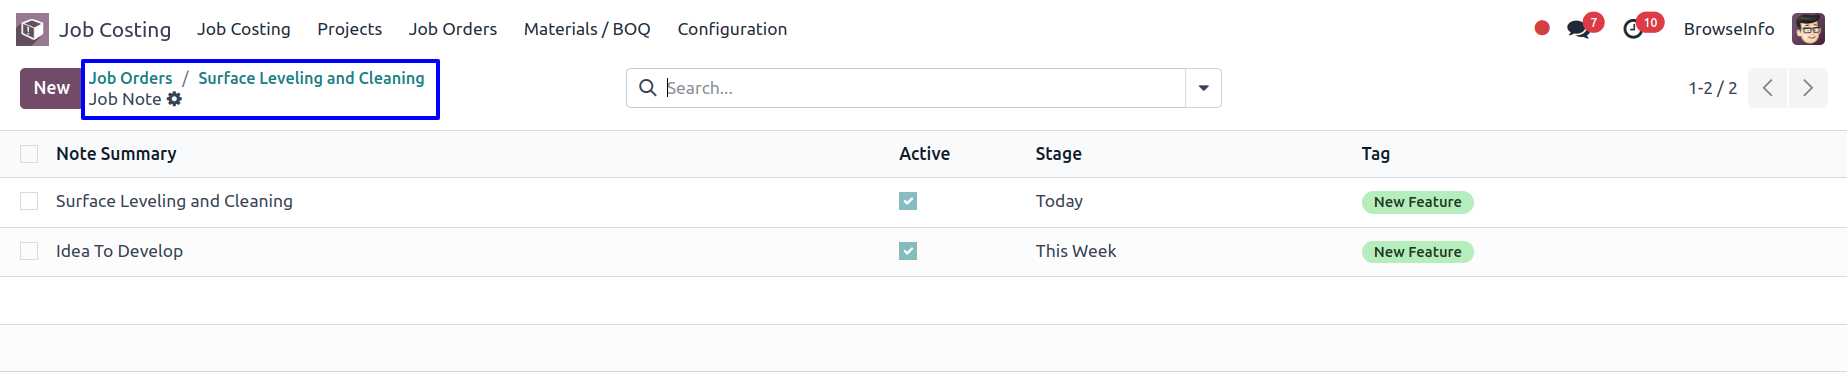 Job Costing Job Costing Projects Job Orders Materials / BOQ Configuration 7 10 BrowseInfo
New Job Orders / Surface Leveling and Cleaning
Job Note
Search... 1-2 / 2
Note Summary Active Stage Tag
Surface Leveling and Cleaning Today New Feature
Idea To Develop This Week New Feature